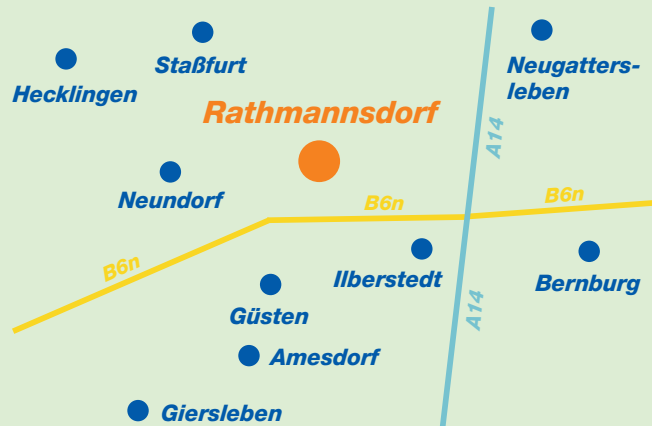 Staßfurt
Hecklingen
Neugatters-
leben
Rathmannsdorf
A14
Neundorf
B6n
B6n
B6n
Ilberstedt
Bernburg
A14
Güsten
Amesdorf
Giersleben